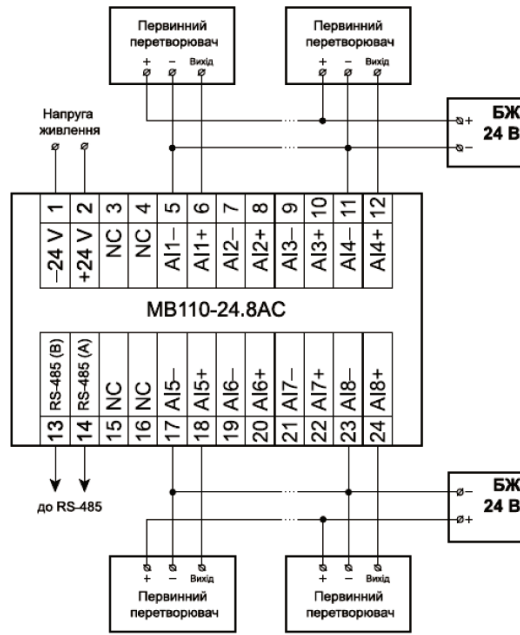 Первинний
перетворювач
+ − Вихід
Первинний
перетворювач
+ − Вихід
Напруга
живлення
+
−
БЖ
24 В
1 2 3 4 5 6 7 8 9 10 11 12
−24 V +24 V NC NC AI1− AI1+ AI2− AI2+ AI3− AI3+ AI4− AI4+
МВ110-24.8АС
RS-485 (B) RS-485 (A) NC NC AI5− AI5+ AI6− AI6+ AI7− AI7+ AI8− AI8+
13 14 15 16 17 18 19 20 21 22 23 24
до RS-485
−
+
БЖ
24 В
+ − Вихід
Первинний
перетворювач
+ − Вихід
Первинний
перетворювач